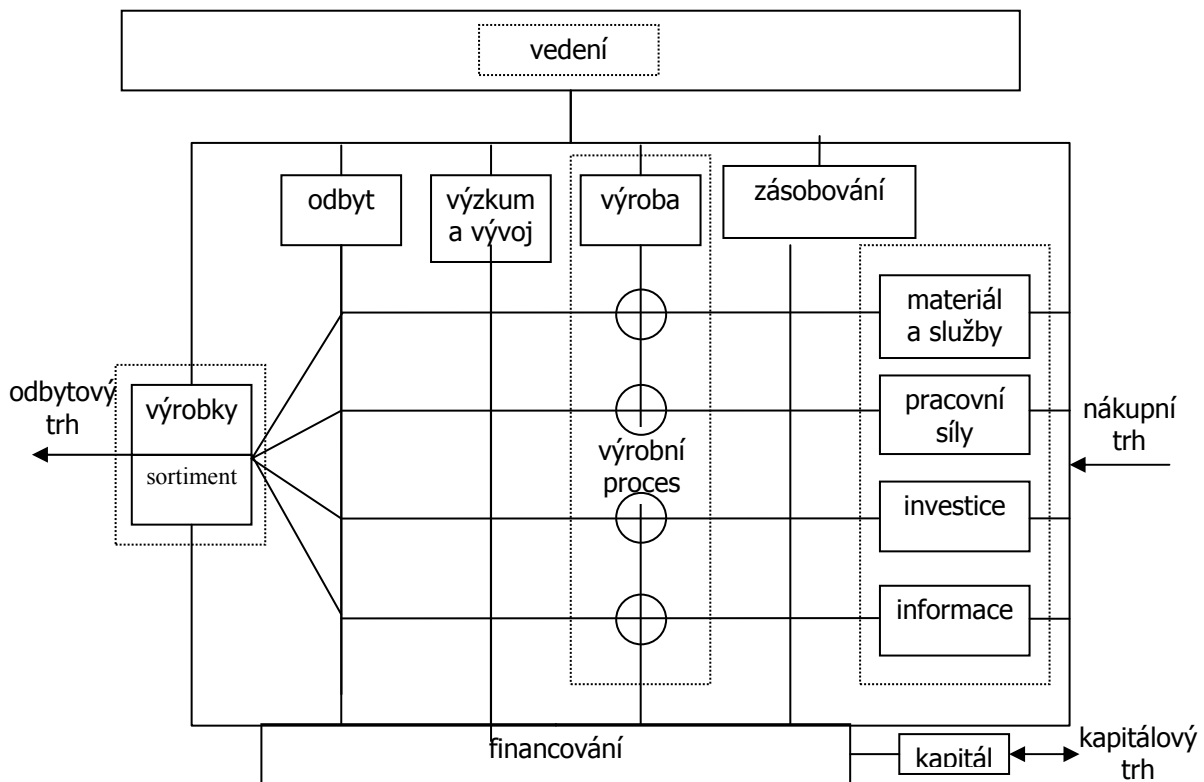 vedení
odbyt
výzkum
a vývoj
výroba
zásobování
materiál
a služby
pracovní
síly
investice
informace
výrobní
proces
odbytový
trh
výrobky
sortiment
nákupní
trh
financování
kapitál
kapitálový
trh